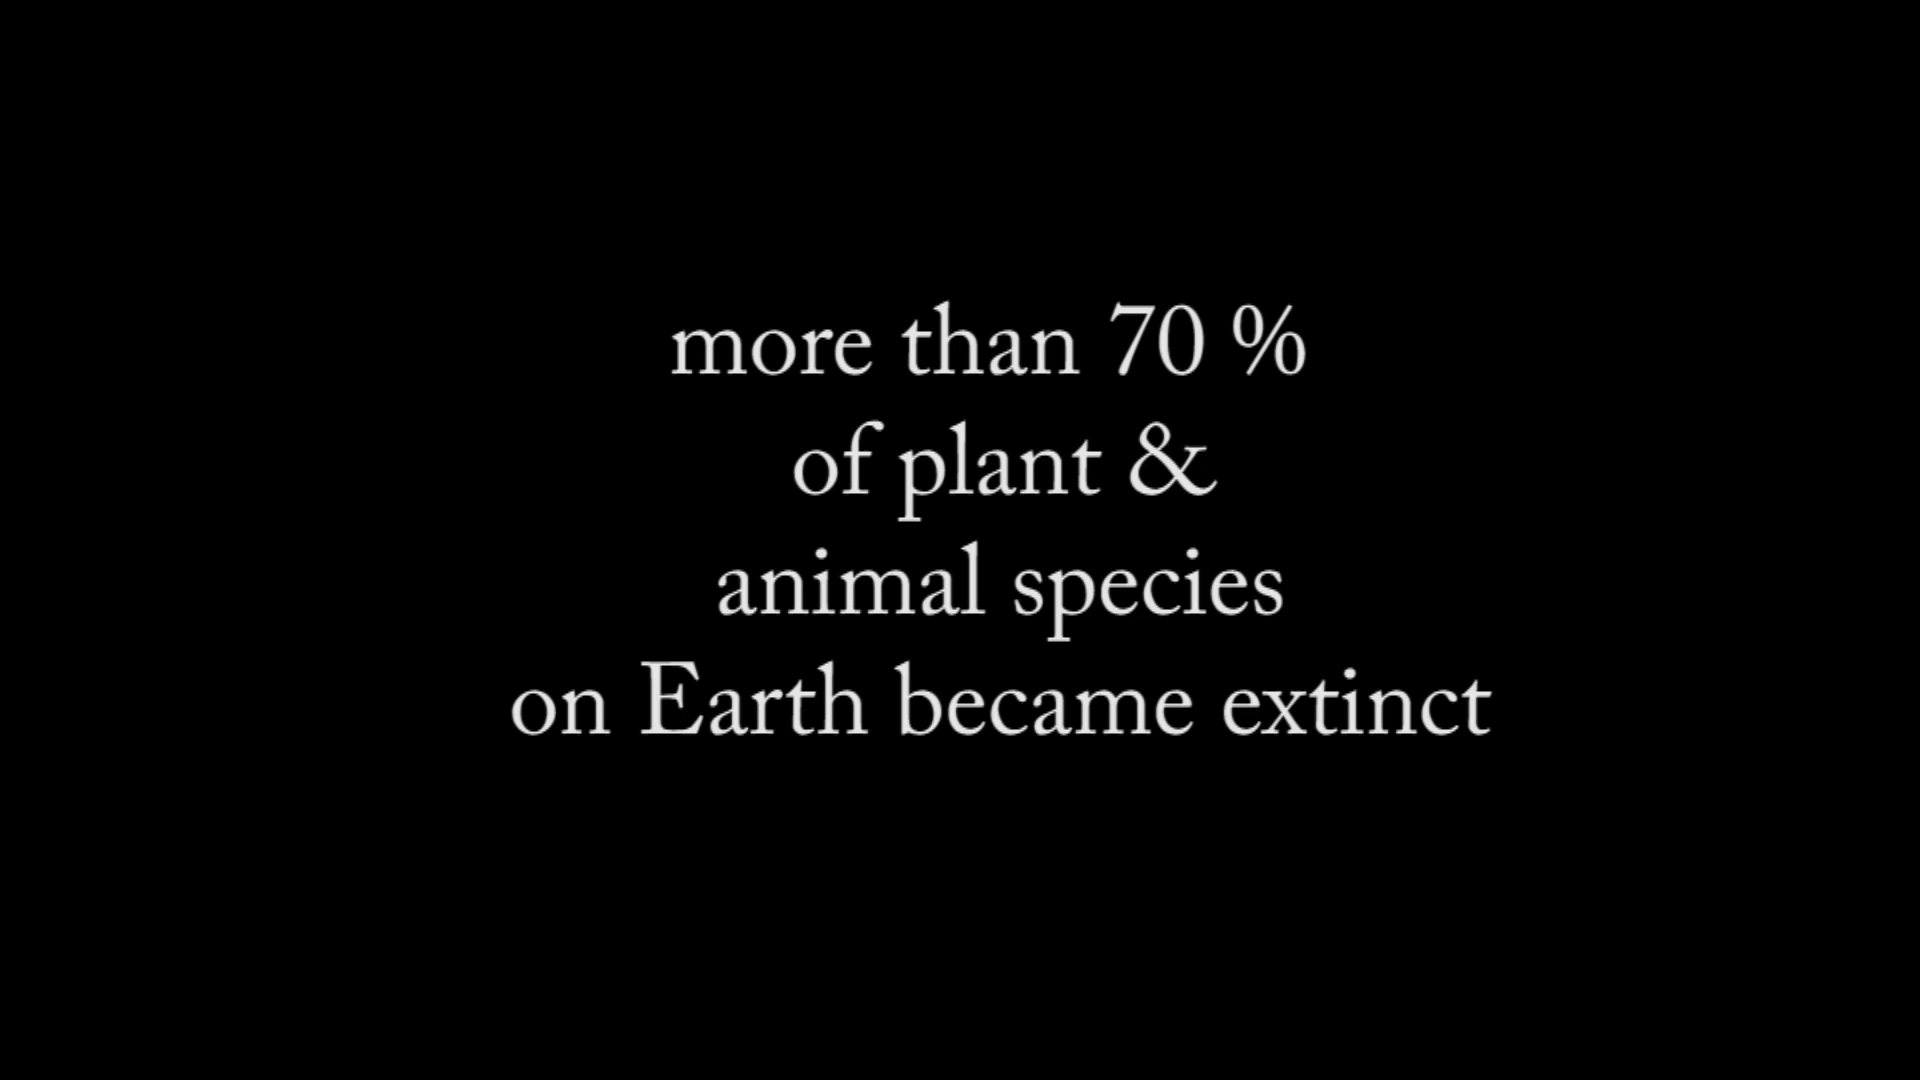 more than 70 %
of plant &
animal species
on Earth became extinct